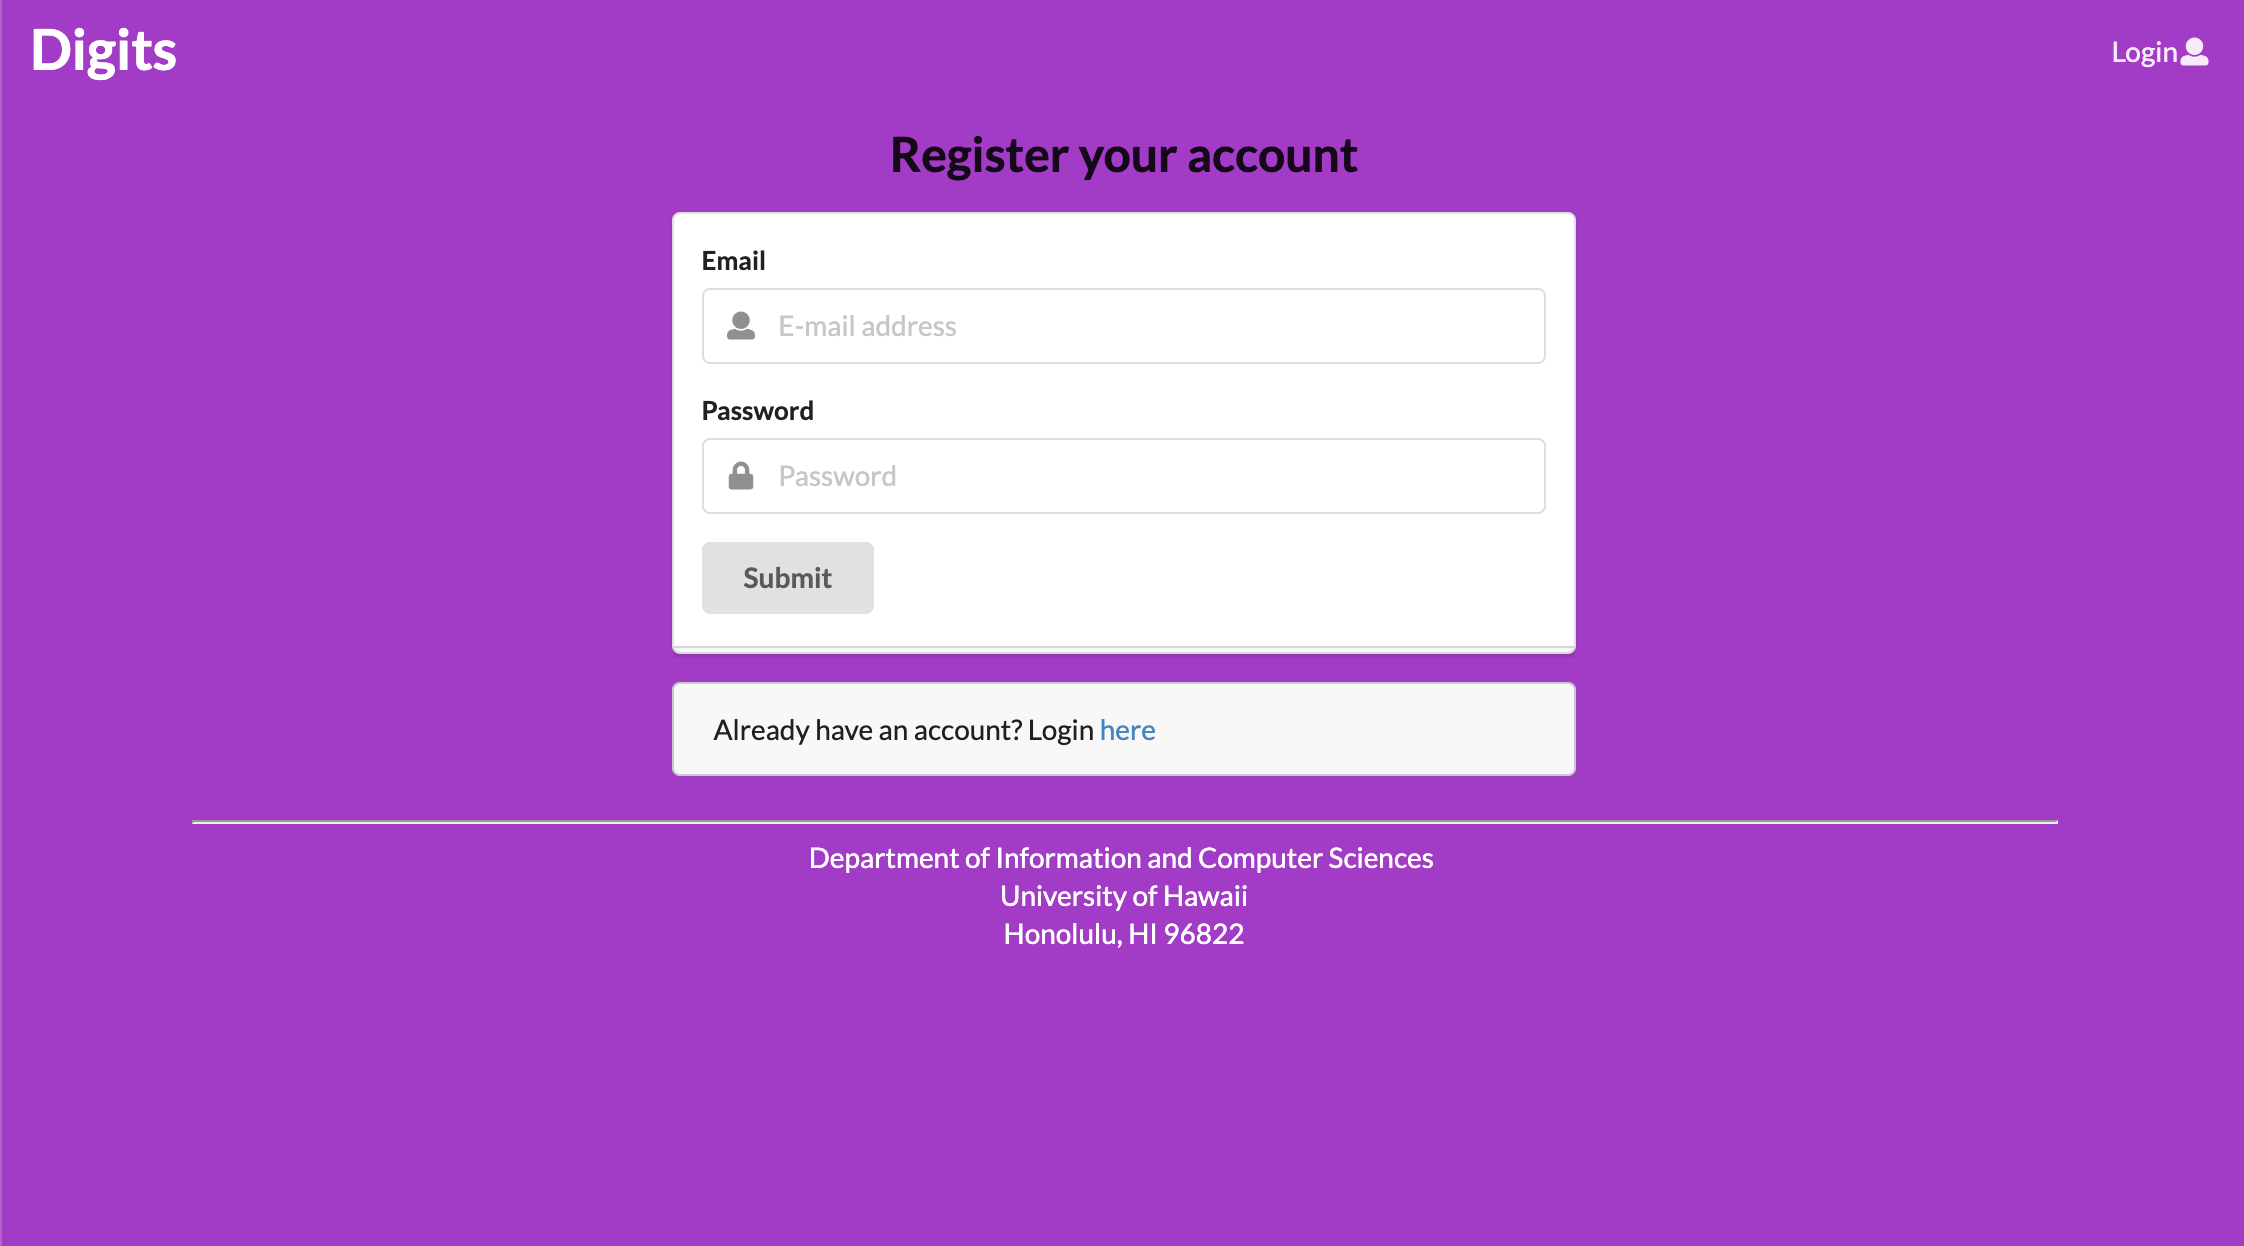 Digits
Login
Register your account
Email
E-mail address
Password
Password
Submit
Already have an account? Login here
Department of Information and Computer Sciences
University of Hawaii
Honolulu, HI 96822